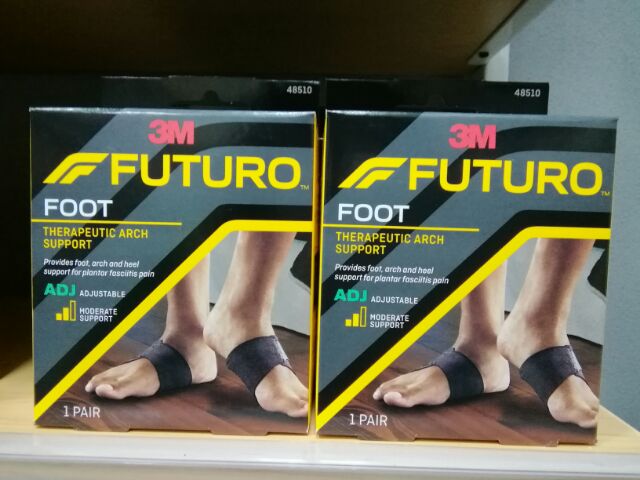 48510
3M
FUTURO™
FOOT
THERAPEUTIC ARCH
SUPPORT
Provides foot, arch and heel
support for plantar fasciitis pain
ADJ ADJUSTABLE
MODERATE
SUPPORT
1 PAIR
48510
3M
FUTURO™
FOOT
THERAPEUTIC ARCH
SUPPORT
Provides foot, arch and heel
support for plantar fasciitis pain
ADJ ADJUSTABLE
MODERATE
SUPPORT
1 PAIR